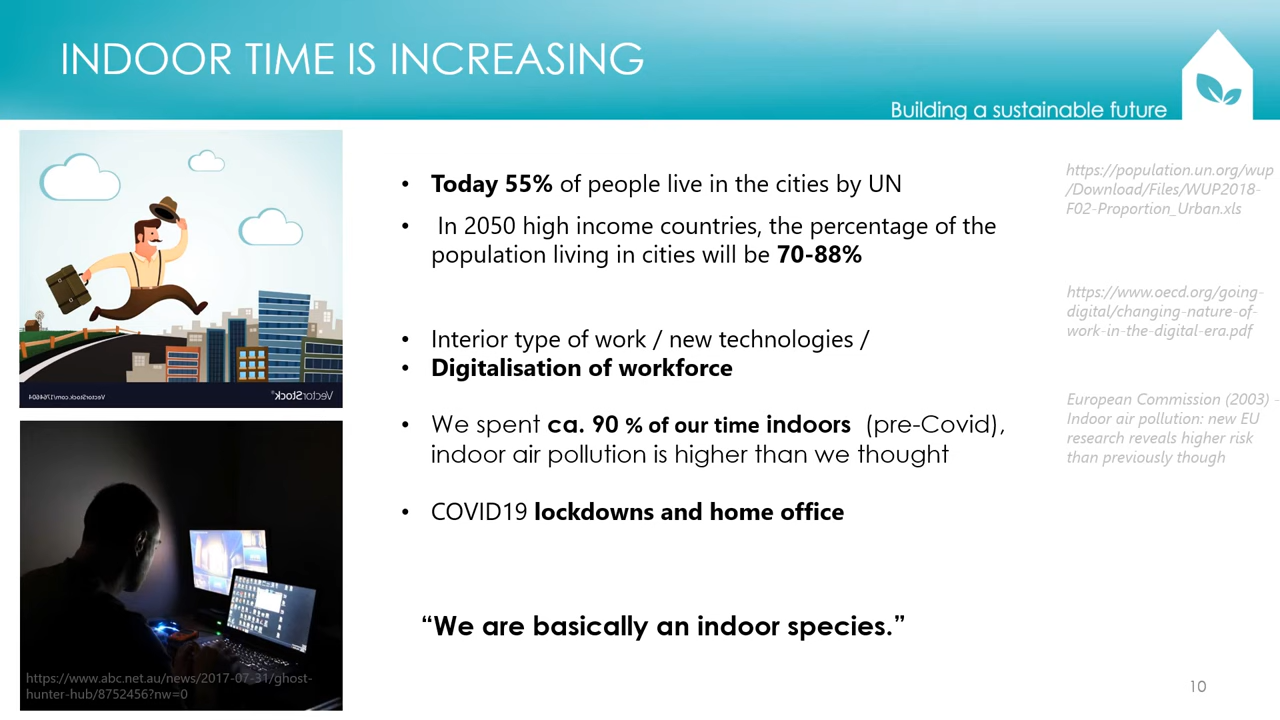 INDOOR TIME IS INCREASING
Building a sustainable future
• Today 55% of people live in the cities by UN
• In 2050 high income countries, the percentage of the
population living in cities will be 70-88%
• Interior type of work / new technologies /
• Digitalisation of workforce
• We spent ca. 90 % of our time indoors (pre-Covid),
indoor air pollution is higher than we thought
• COVID19 lockdowns and home office
“We are basically an indoor species.”
https://population.un.org/wup
/Download/Files/WUP2018-
F02-Proportion_Urban.xls
https://www.oecd.org/going-
digital/changing-nature-of-
work-in-the-digital-era.pdf
European Commission (2003) -
Indoor air pollution: new EU
research reveals higher risk
than previously though
VectorStock®
VectorStock.com/1764604
https://www.abc.net.au/news/2017-07-31/ghost-
hunter-hub/8752456?nw=0
10